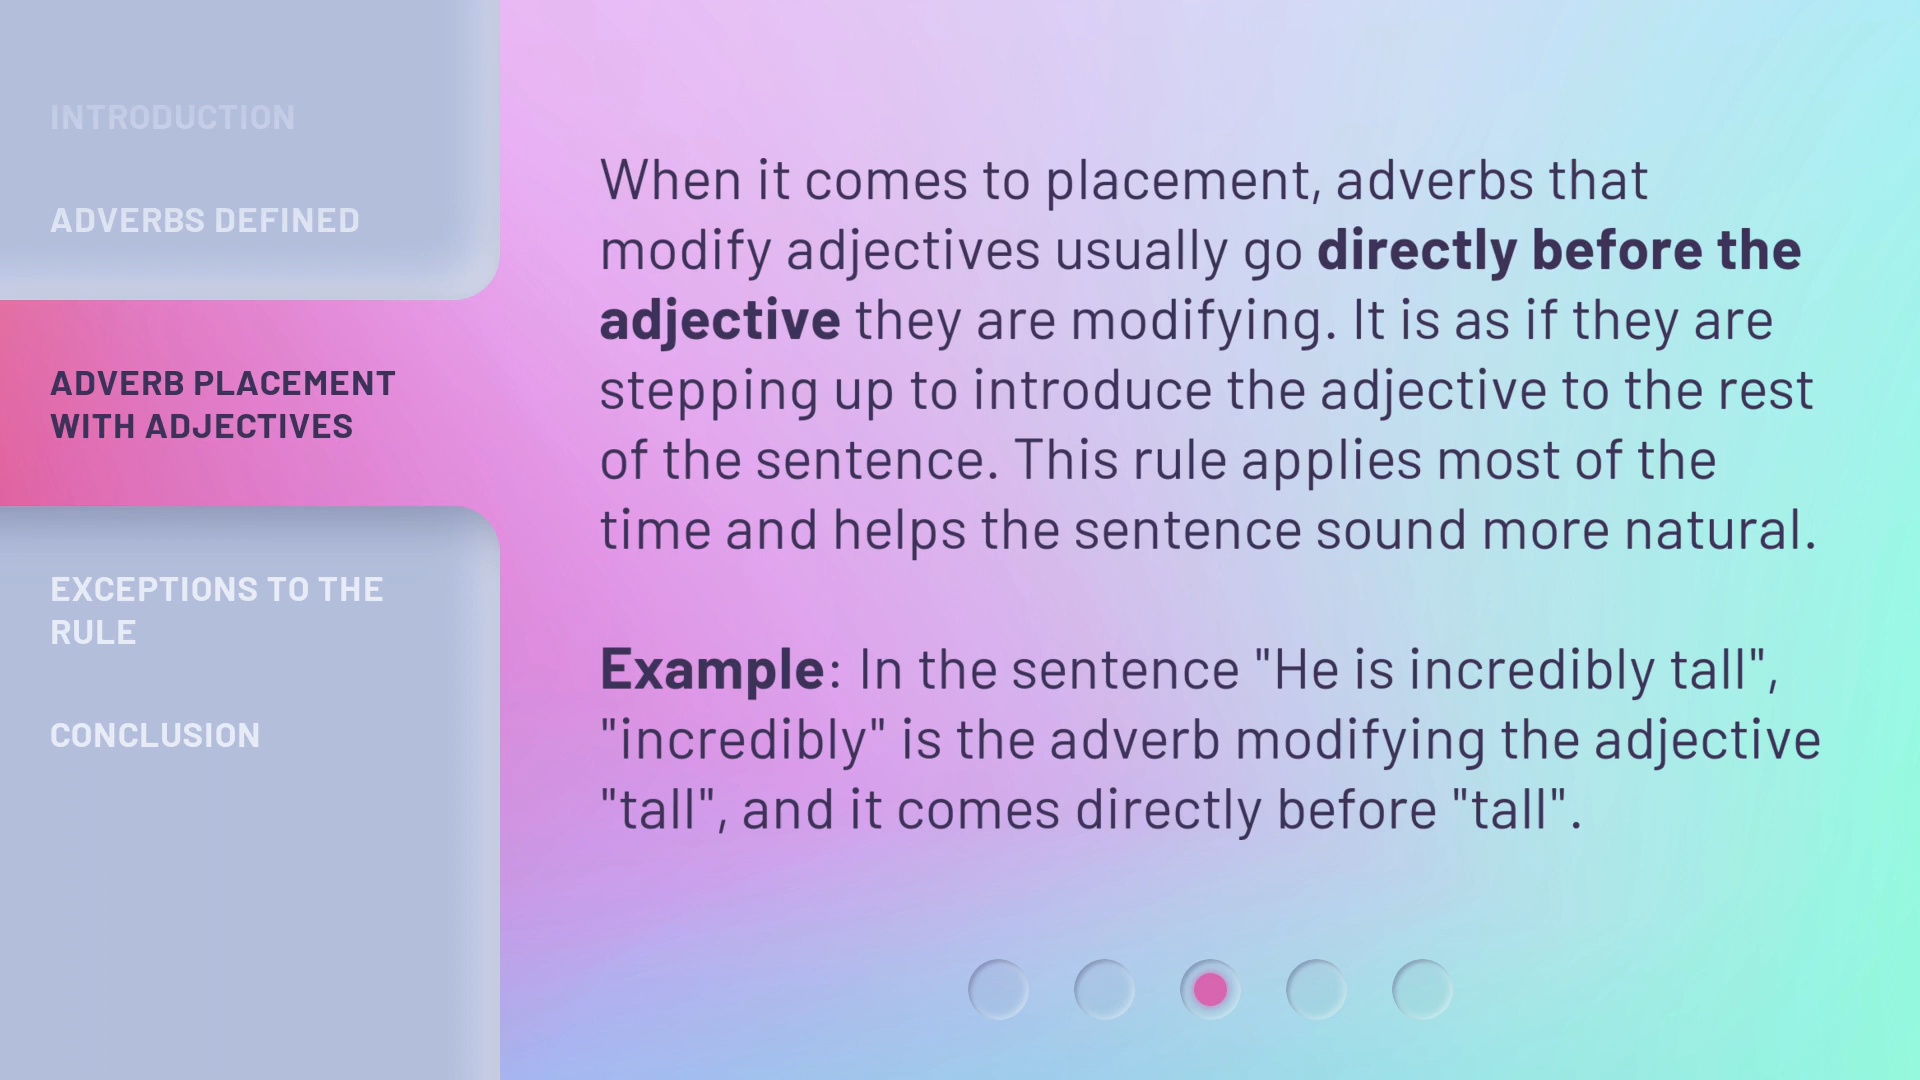 INTRODUCTION
ADVERBS DEFINED
ADVERB PLACEMENT
WITH ADJECTIVES
EXCEPTIONS TO THE
RULE
CONCLUSION
When it comes to placement, adverbs that
modify adjectives usually go directly before the
adjective they are modifying. It is as if they are
stepping up to introduce the adjective to the rest
of the sentence. This rule applies most of the
time and helps the sentence sound more natural.
Example: In the sentence "He is incredibly tall",
"incredibly" is the adverb modifying the adjective
"tall", and it comes directly before "tall".